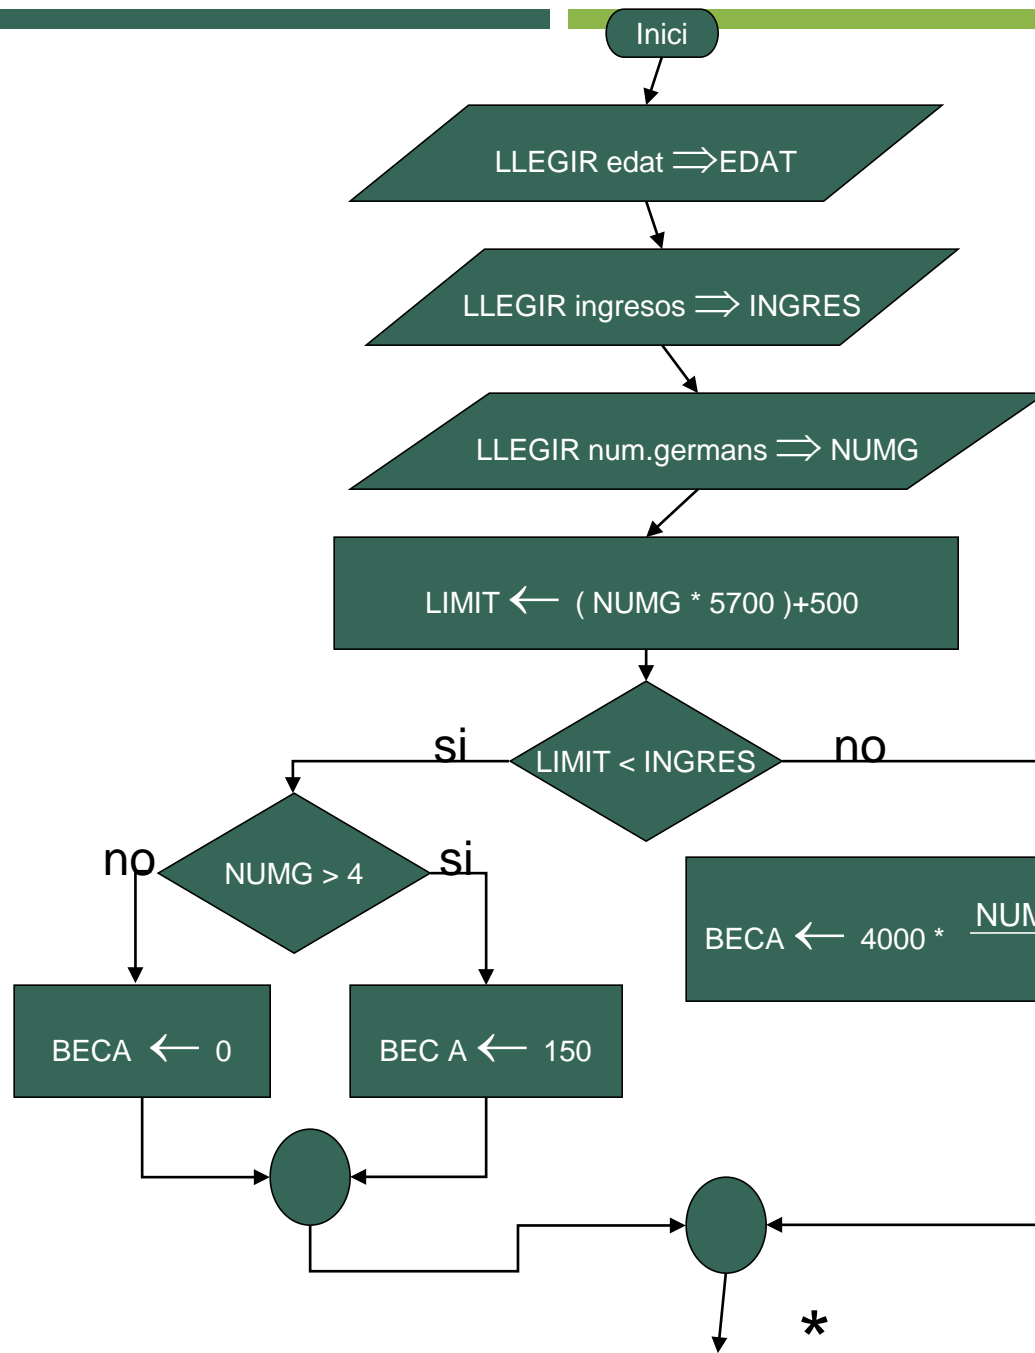 Inici
LLEGIR edat ⇒EDAT
LLEGIR ingresos ⇒ INGRES
LLEGIR num.germans ⇒ NUMG
LIMIT ← ( NUMG * 5700 )+500
si
LIMIT < INGRES
no
no
NUMG > 4
si
BECA ← 4000 *
BECA ← 0
BEC A ← 150
*